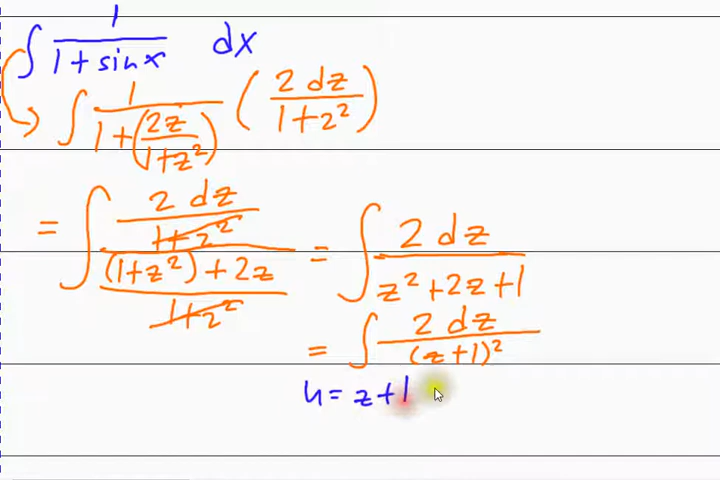 ∫ 1/(1 + sin x) dx
∫ 1/(1 + (2z/(1+z²))) (2 dz/(1+z²))
= ∫ (2 dz/(1+z²))/(((1+z²) + 2z)/(1+z²)) = ∫ 2 dz/(z² + 2z + 1)
= ∫ 2 dz/(z+1)²
u = z + 1